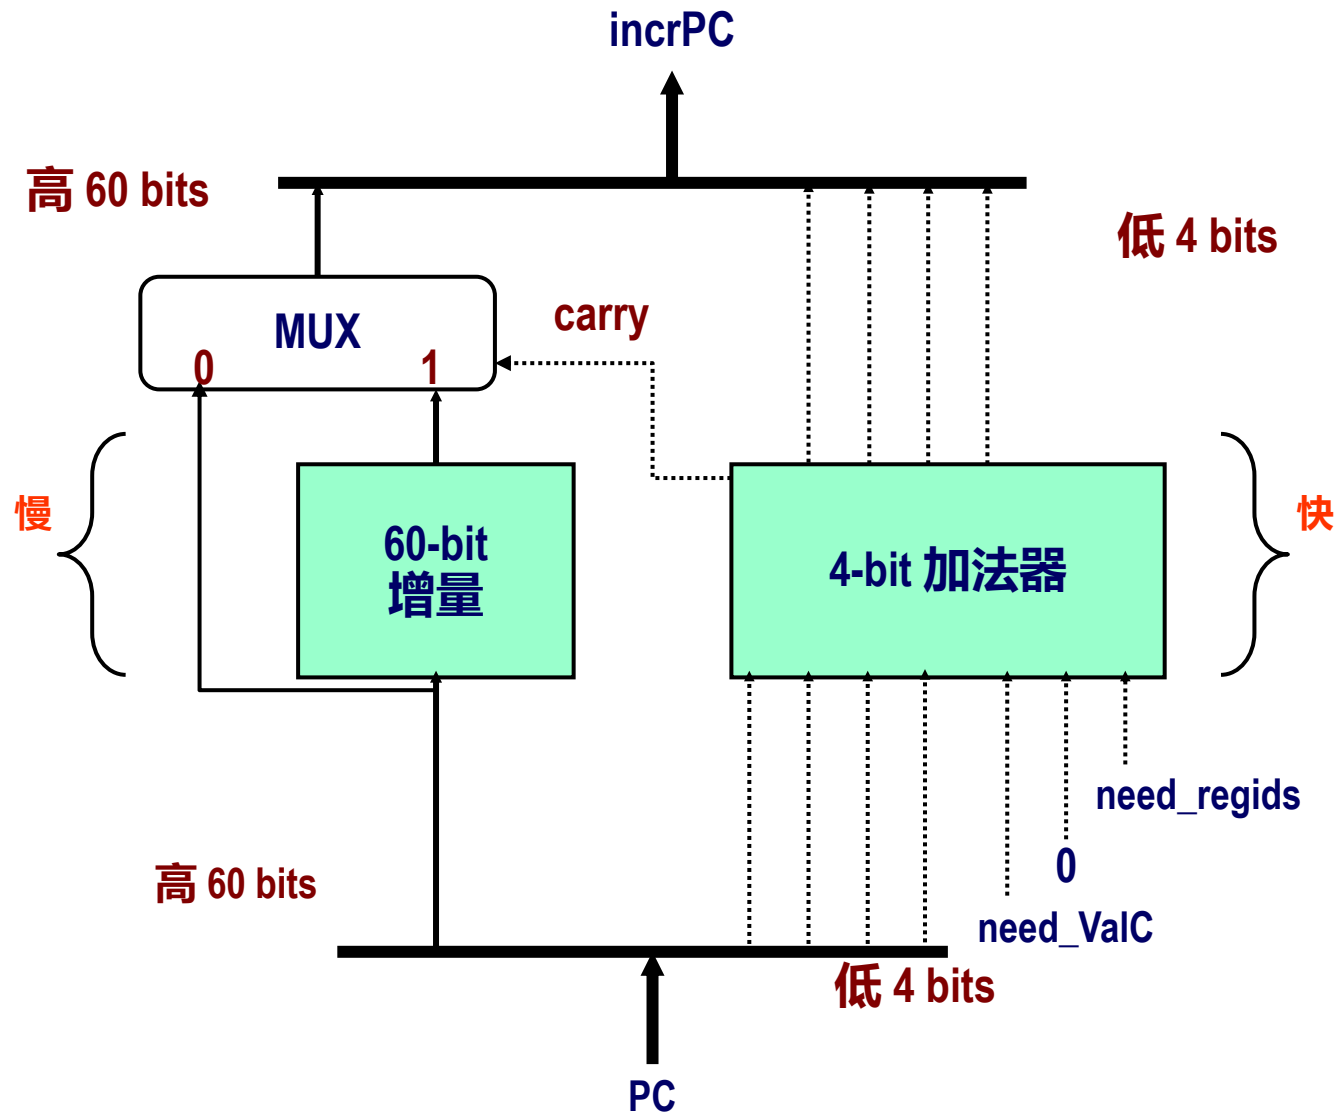 incrPC
高 60 bits
低 4 bits
carry
MUX
0
1
慢
快
60-bit
增量
4-bit 加法器
need_regids
0
高 60 bits
need_ValC
低 4 bits
PC